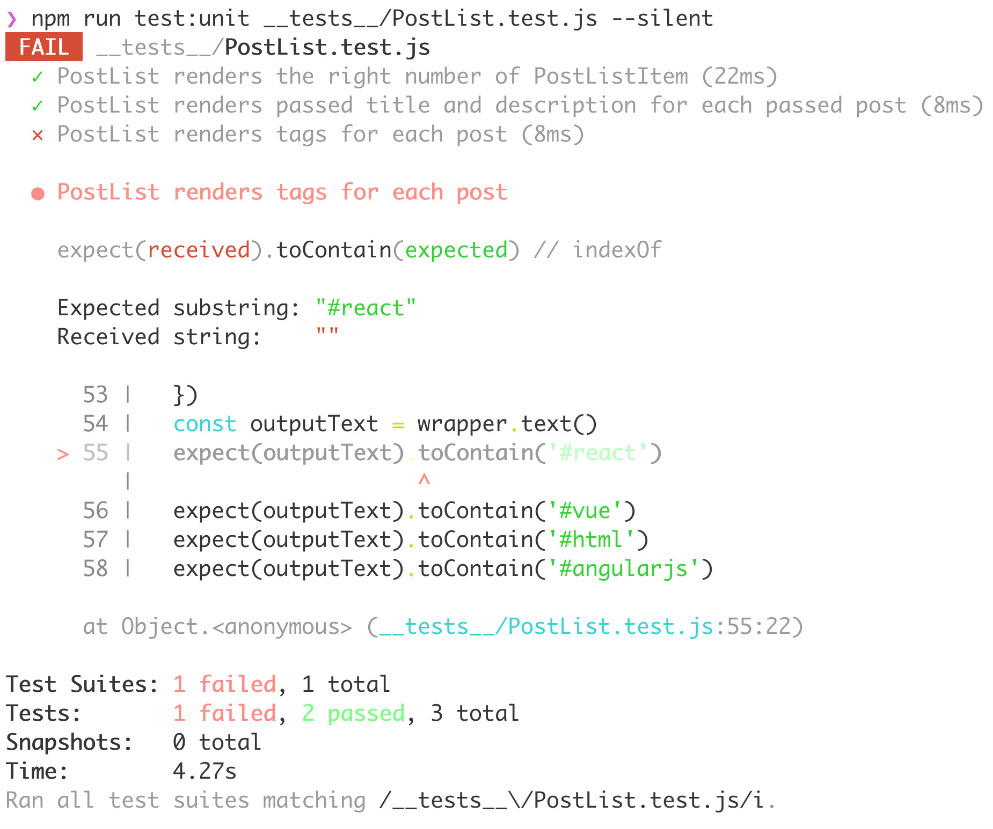 ❯ npm run test:unit __tests__/PostList.test.js --silent
FAIL __tests__/PostList.test.js
✓ PostList renders the right number of PostListItem (22ms)
✓ PostList renders passed title and description for each passed post (8ms)
✕ PostList renders tags for each post (8ms)
● PostList renders tags for each post
expect(received).toContain(expected) // indexOf
Expected substring: "#react"
Received string:    ""
53 |   })
54 |   const outputText = wrapper.text()
> 55 |   expect(outputText).toContain('#react')
|                      ^
56 |   expect(outputText).toContain('#vue')
57 |   expect(outputText).toContain('#html')
58 |   expect(outputText).toContain('#angularjs')
at Object.<anonymous> (__tests__/PostList.test.js:55:22)
Test Suites: 1 failed, 1 total
Tests:       1 failed, 2 passed, 3 total
Snapshots:   0 total
Time:        4.27s
Ran all test suites matching /__tests__\/PostList.test.js/i.